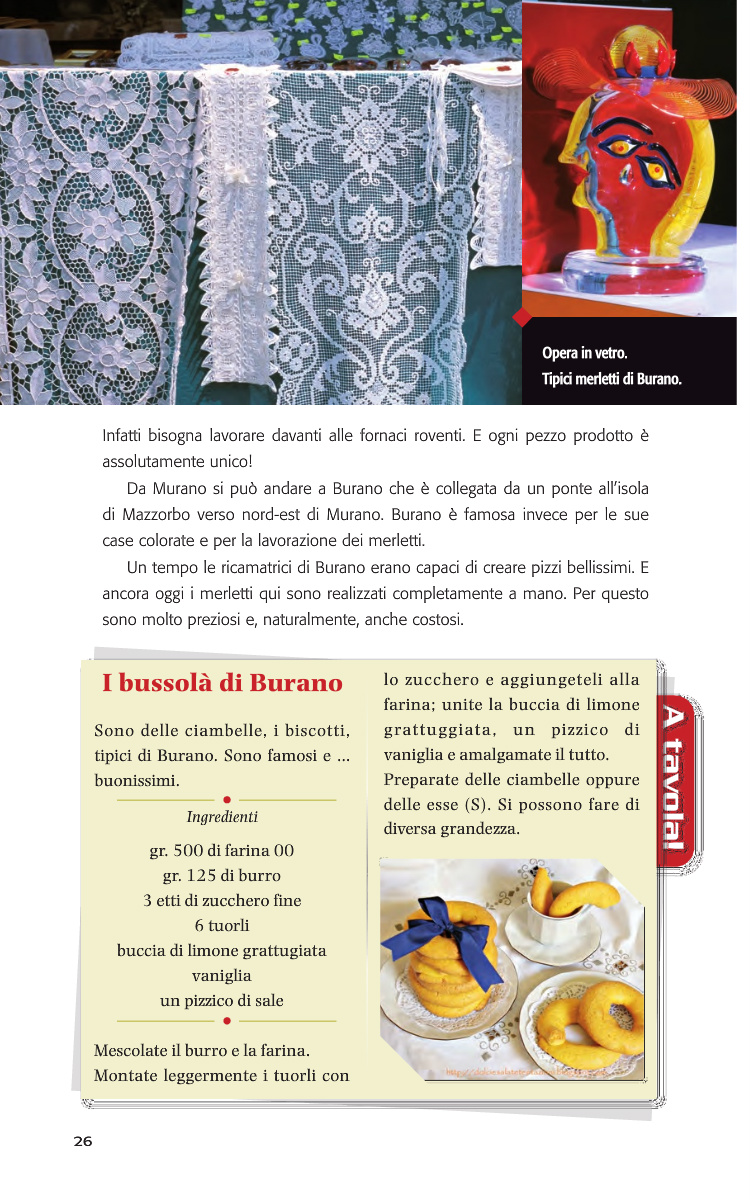 Opera in vetro.
Tipici merletti di Burano.
Infatti bisogna lavorare davanti alle fornaci roventi. E ogni pezzo prodotto è
assolutamente unico!
Da Murano si può andare a Burano che è collegata da un ponte all'isola
di Mazzorbo verso nord-est di Murano. Burano è famosa invece per le sue
case colorate e per la lavorazione dei merletti.
Un tempo le ricamatrici di Burano erano capaci di creare pizzi bellissimi. E
ancora oggi i merletti qui sono realizzati completamente a mano. Per questo
sono molto preziosi e, naturalmente, anche costosi.
I bussolà di Burano
Sono delle ciambelle, i biscotti,
tipici di Burano. Sono famosi e ...
buonissimi.
Ingredienti
gr. 500 di farina 00
gr. 125 di burro
3 etti di zucchero fine
6 tuorli
buccia di limone grattugiata
vaniglia
un pizzico di sale
Mescolate il burro e la farina.
Montate leggermente i tuorli con
lo zucchero e aggiungeteli alla
farina; unite la buccia di limone
grattuggiata, un pizzico di
vaniglia e amalgamate il tutto.
Preparate delle ciambelle oppure
delle esse (S). Si possono fare di
diversa grandezza.
A tavola!
26